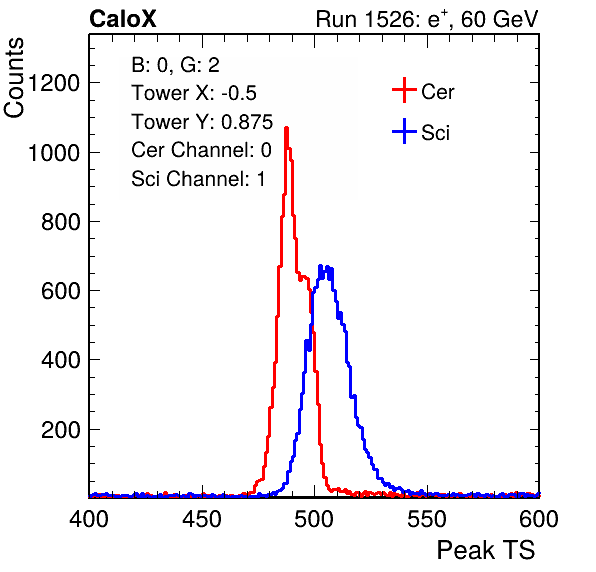 CaloX
Run 1526: e+, 60 GeV
B: 0, G: 2
Tower X: -0.5
Tower Y: 0.875
Cer Channel: 0
Sci Channel: 1
Cer
Sci
Counts
1200
1000
800
600
400
200
400 450 500 550 600
Peak TS